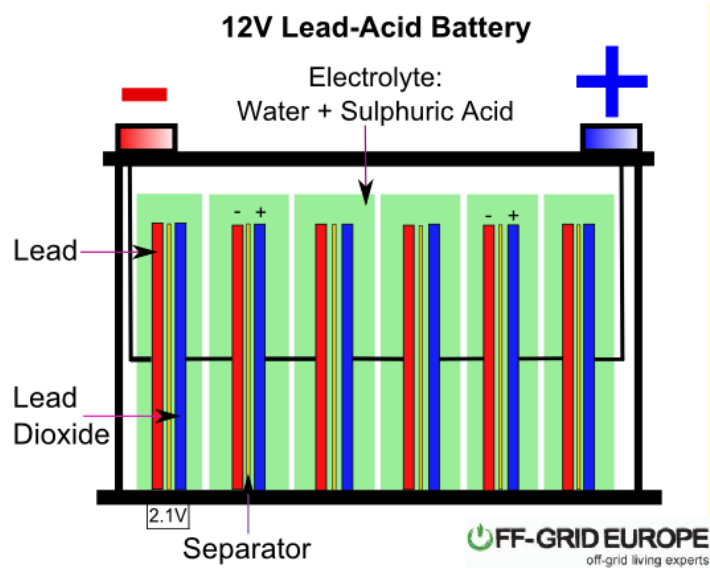 12V Lead-Acid Battery
Electrolyte:
Water + Sulphuric Acid
- +
- +
- +
Lead
Lead
Dioxide
2.1V
Separator
OFF-GRID EUROPE
off-grid living experts